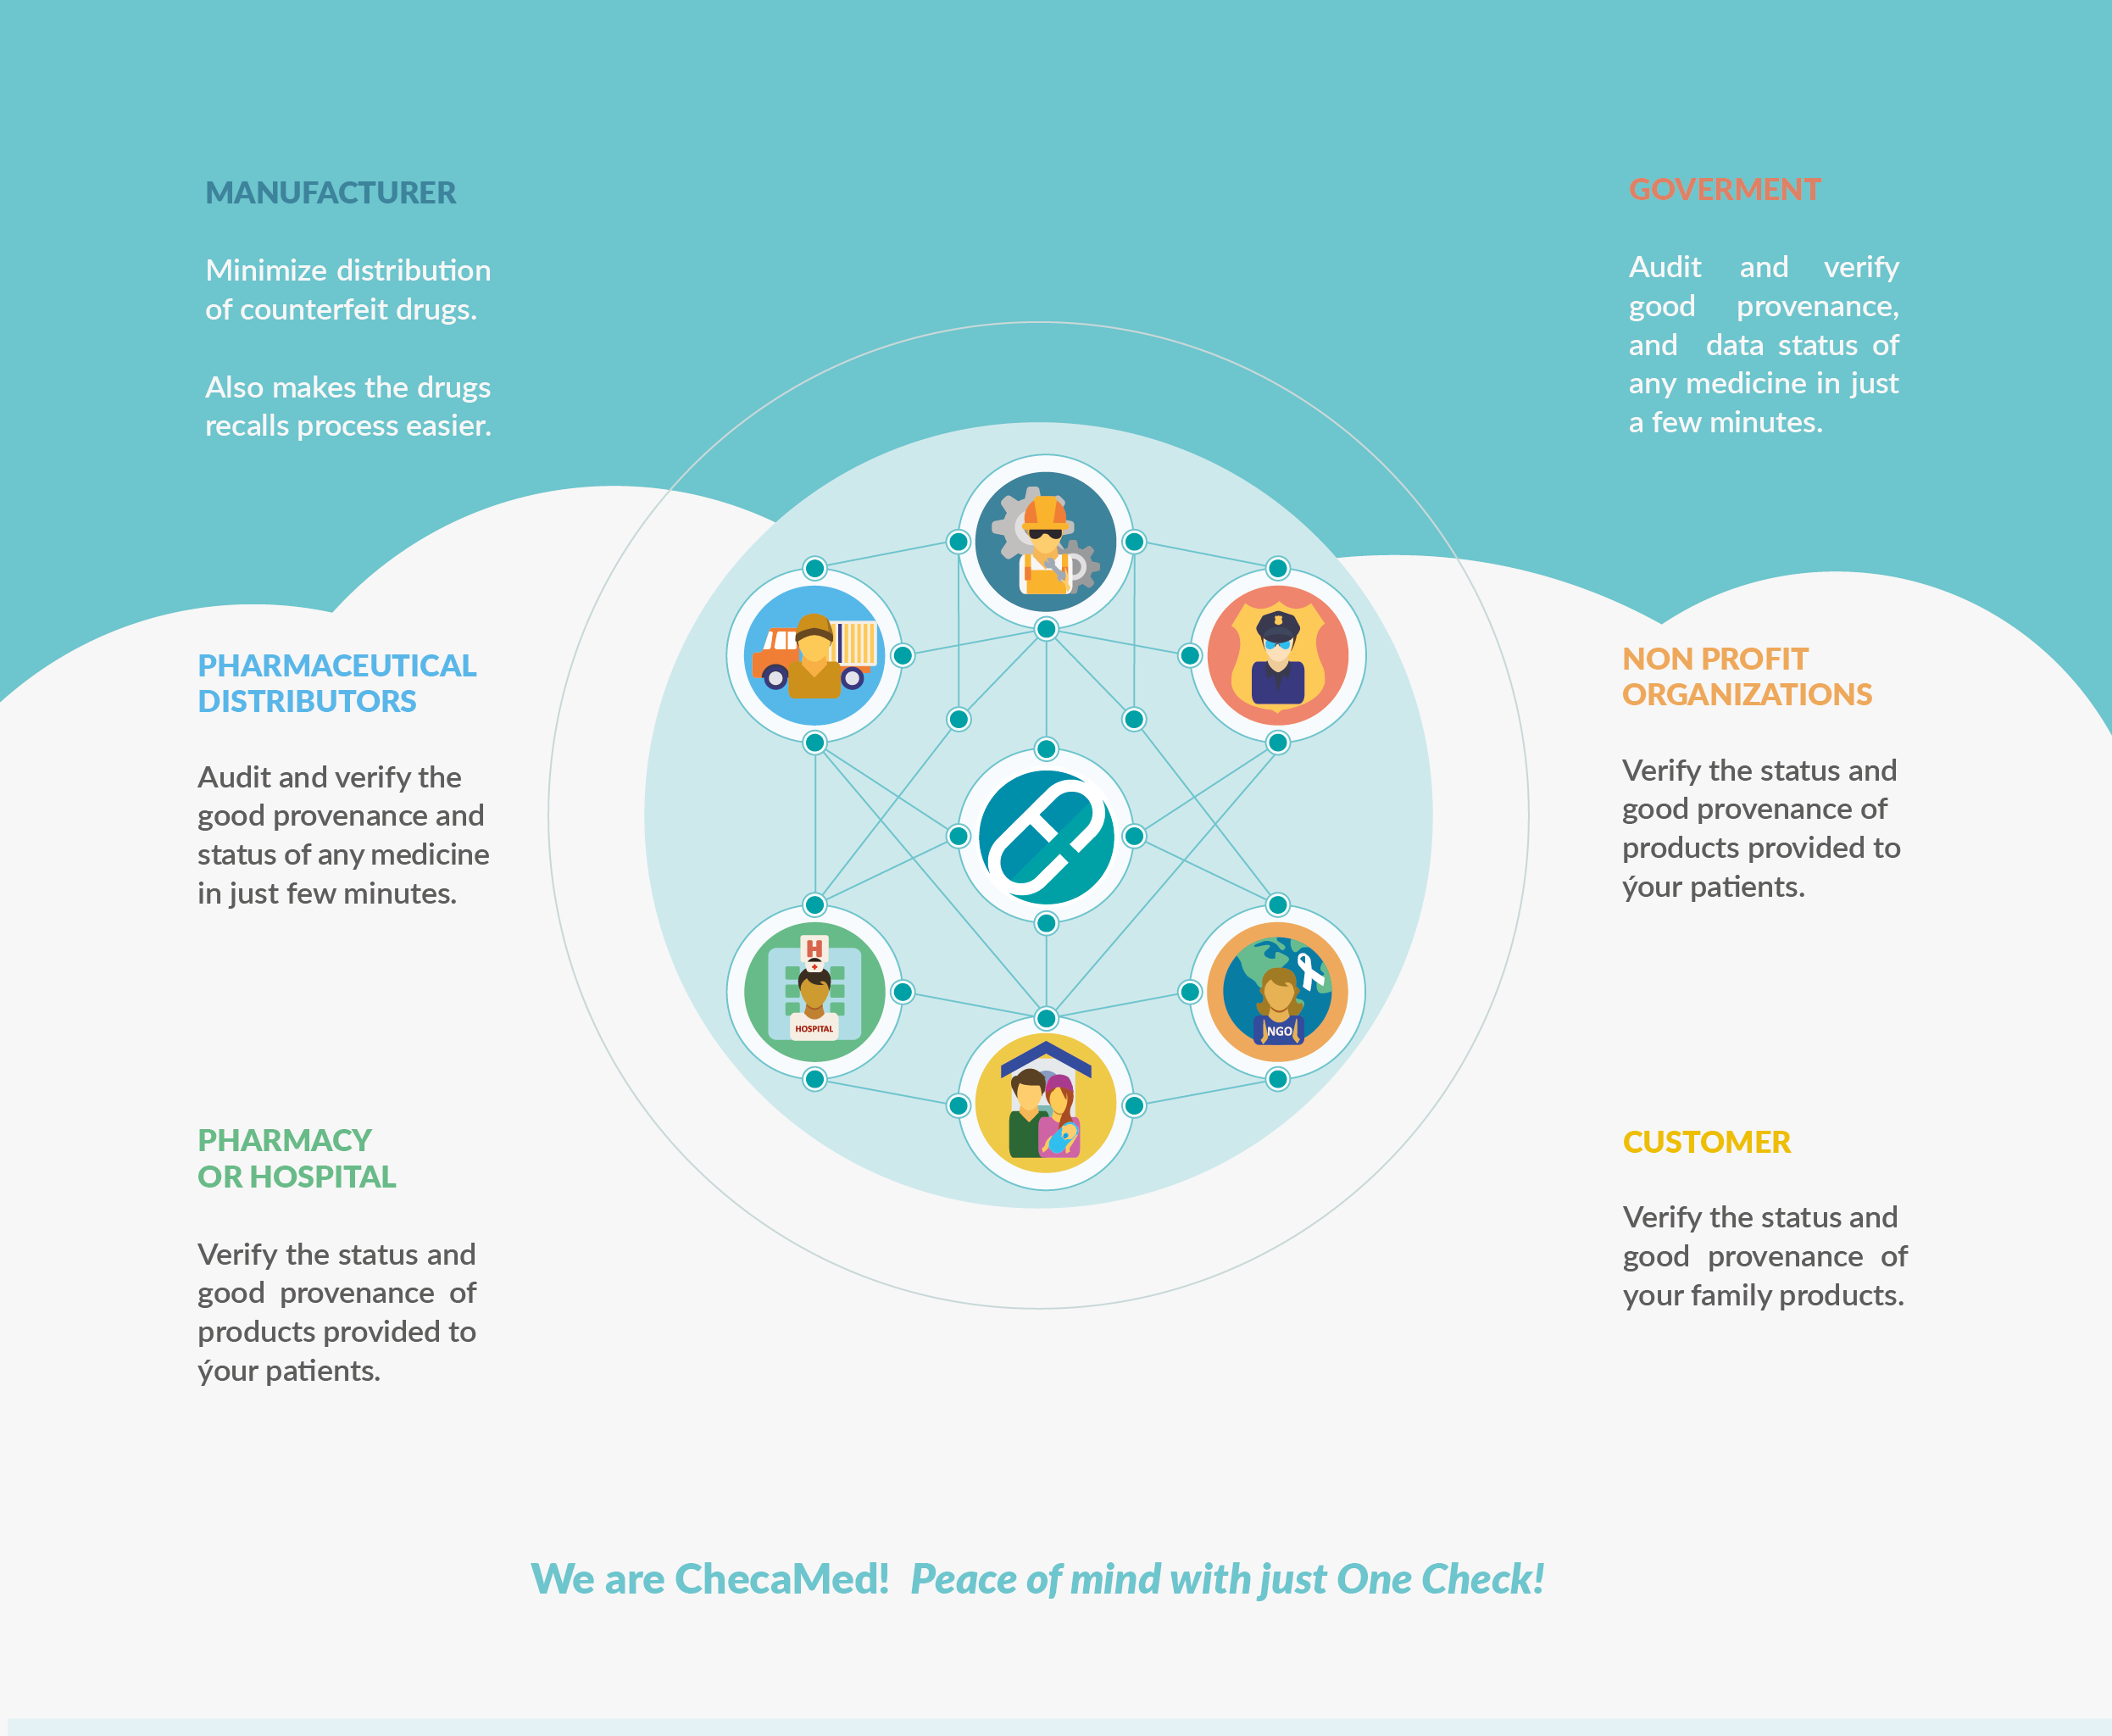 MANUFACTURER
Minimize distribution
of counterfeit drugs.
Also makes the drugs
recalls process easier.
GOVERMENT
Audit and verify
good provenance,
and data status of
any medicine in just
a few minutes.
PHARMACEUTICAL
DISTRIBUTORS
Audit and verify the
good provenance and
status of any medicine
in just few minutes.
NON PROFIT
ORGANIZATIONS
Verify the status and
good provenance of
products provided to
ýour patients.
H
HOSPITAL
NGO
PHARMACY
OR HOSPITAL
Verify the status and
good provenance of
products provided to
ýour patients.
CUSTOMER
Verify the status and
good provenance of
your family products.
We are ChecaMed! Peace of mind with just One Check!